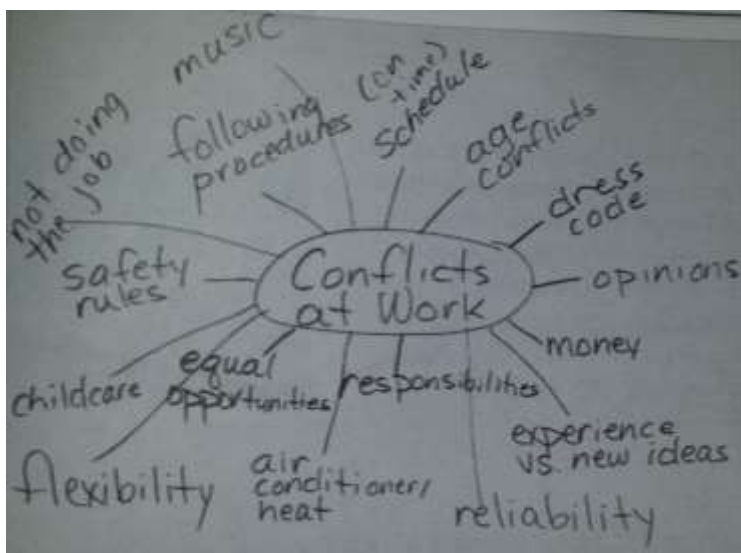 music
(on
time)
schedule
not doing
the job
following
procedures
age
conflicts
dress
code
safety
rules
Conflicts
at Work
opinions
money
childcare
equal
opportunities
responsibilities
experience
vs. new ideas
flexibility
air
conditioner/
heat
reliability